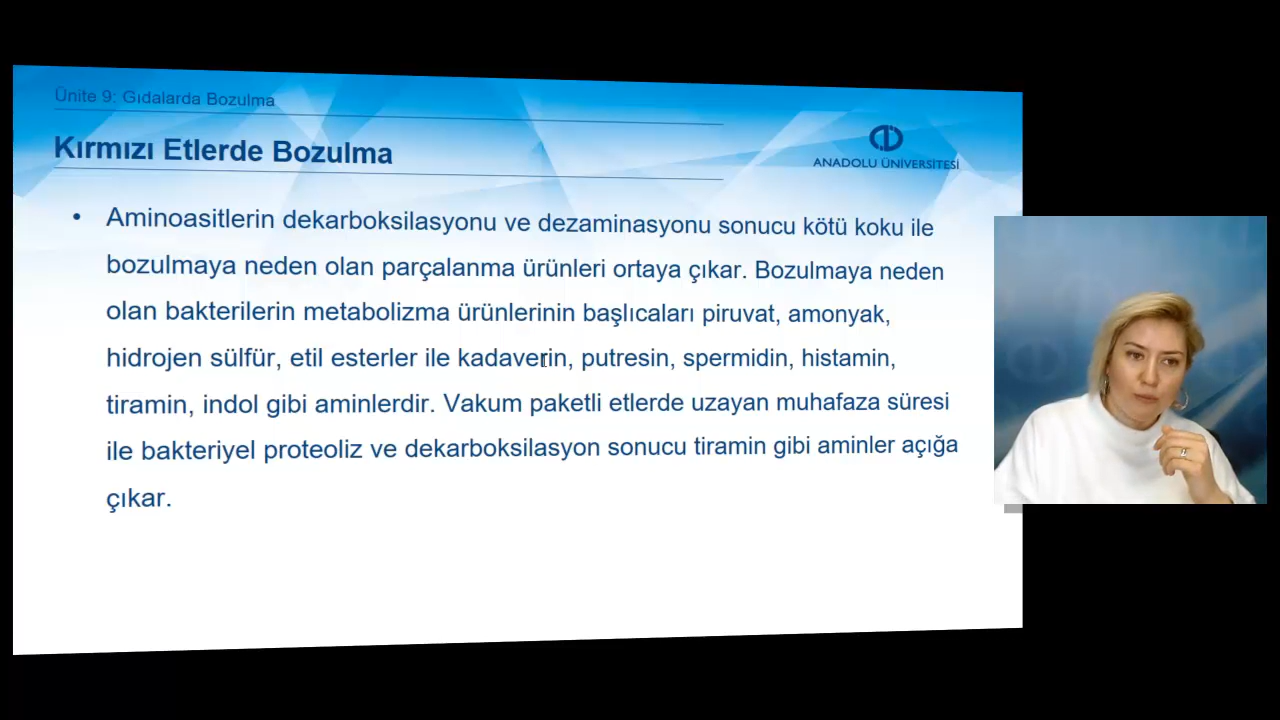 Ünite 9: Gıdalarda Bozulma
Kırmızı Etlerde Bozulma
ANADOLU ÜNİVERSİTESİ
• Aminoasitlerin dekarboksilasyonu ve dezaminasyonu sonucu kötü koku ile
bozulmaya neden olan parçalanma ürünleri ortaya çıkar. Bozulmaya neden
olan bakterilerin metabolizma ürünlerinin başlıcaları piruvat, amonyak,
hidrojen sülfür, etil esterler ile kadaverin, putresin, spermidin, histamin,
tiramin, indol gibi aminlerdir. Vakum paketli etlerde uzayan muhafaza süresi
ile bakteriyel proteoliz ve dekarboksilasyon sonucu tiramin gibi aminler açığa
çıkar.